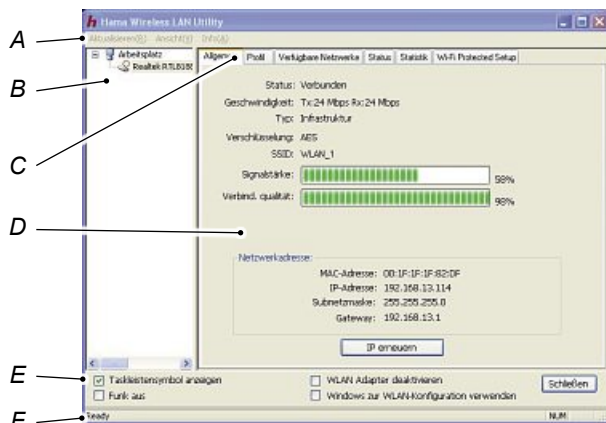 Hama Wireless LAN Utility
A
Aktualisieren(R) Ansicht(V) Info(A)
Arbeitsplatz
Realtek RTL8188
Allgem Profil Verfügbare Netzwerke Status Statistik Wi-Fi Protected Setup
B
Status: Verbunden
Geschwindigkeit: Tx:24 Mbps Rx:24 Mbps
Typ: Infrastruktur
Verschlüsselung: AES
C
SSID: WLAN_1
Signalstärke: 58%
Verbind. qualität: 98%
D
Netzwerkadresse:
MAC-Adresse: 00:1F:1F:1F:82:DF
IP-Adresse: 192.168.13.114
Subnetzmaske: 255.255.255.0
Gateway: 192.168.13.1
IP erneuern
E
Taskleistensymbol anzeigen
WLAN Adapter deaktivieren
Schließen
Funk aus
Windows zur WLAN-Konfiguration verwenden
F
Ready
NUM